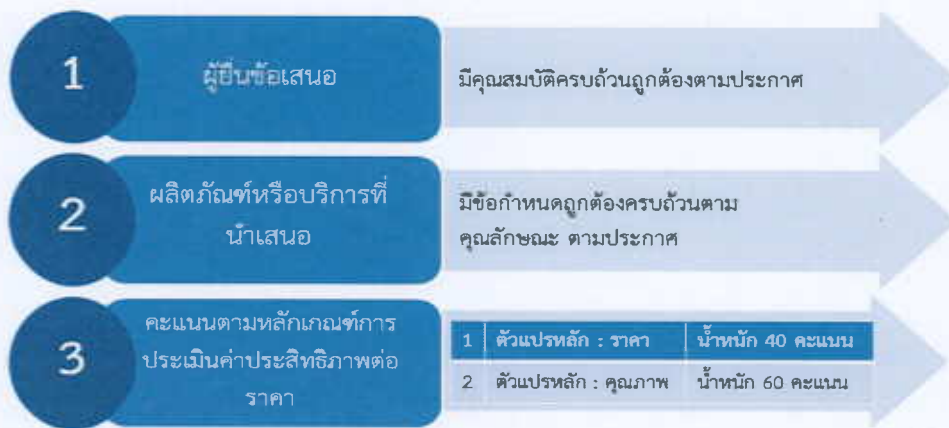 1
ผู้ยื่นข้อเสนอ
มีคุณสมบัติครบถ้วนถูกต้องตามประกาศ
2
ผลิตภัณฑ์หรือบริการที่
นำเสนอ
มีข้อกำหนดถูกต้องครบถ้วนตาม
คุณลักษณะ ตามประกาศ
3
คะแนนตามหลักเกณฑ์การ
ประเมินค่าประสิทธิภาพต่อ
ราคา
1 ตัวแปรหลัก : ราคา น้ำหนัก 40 คะแนน
2 ตัวแปรหลัก : คุณภาพ น้ำหนัก 60 คะแนน